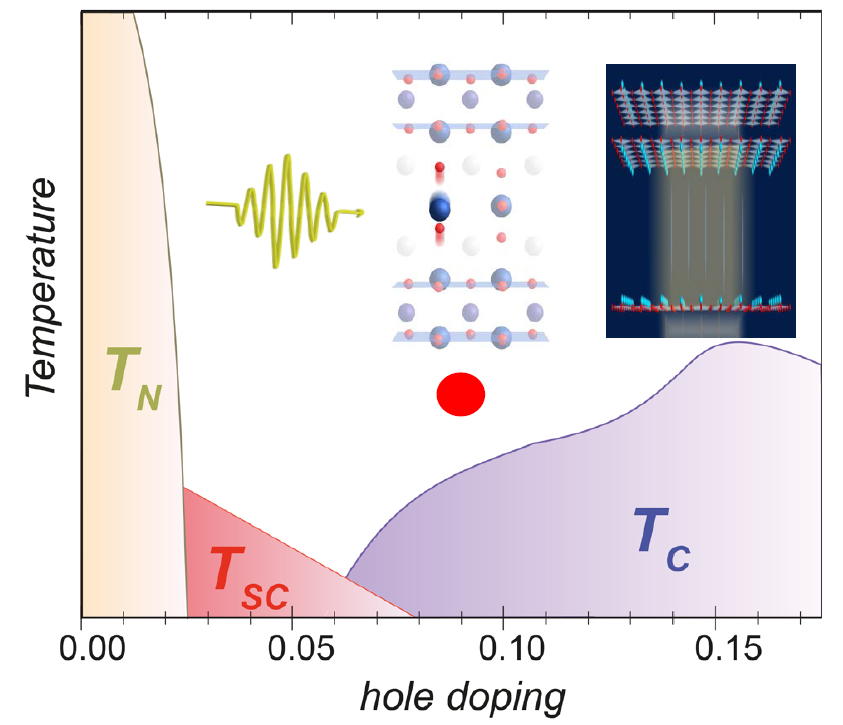 Temperature
T_N
T_SC
T_C
0.00 0.05 0.10 0.15
hole doping